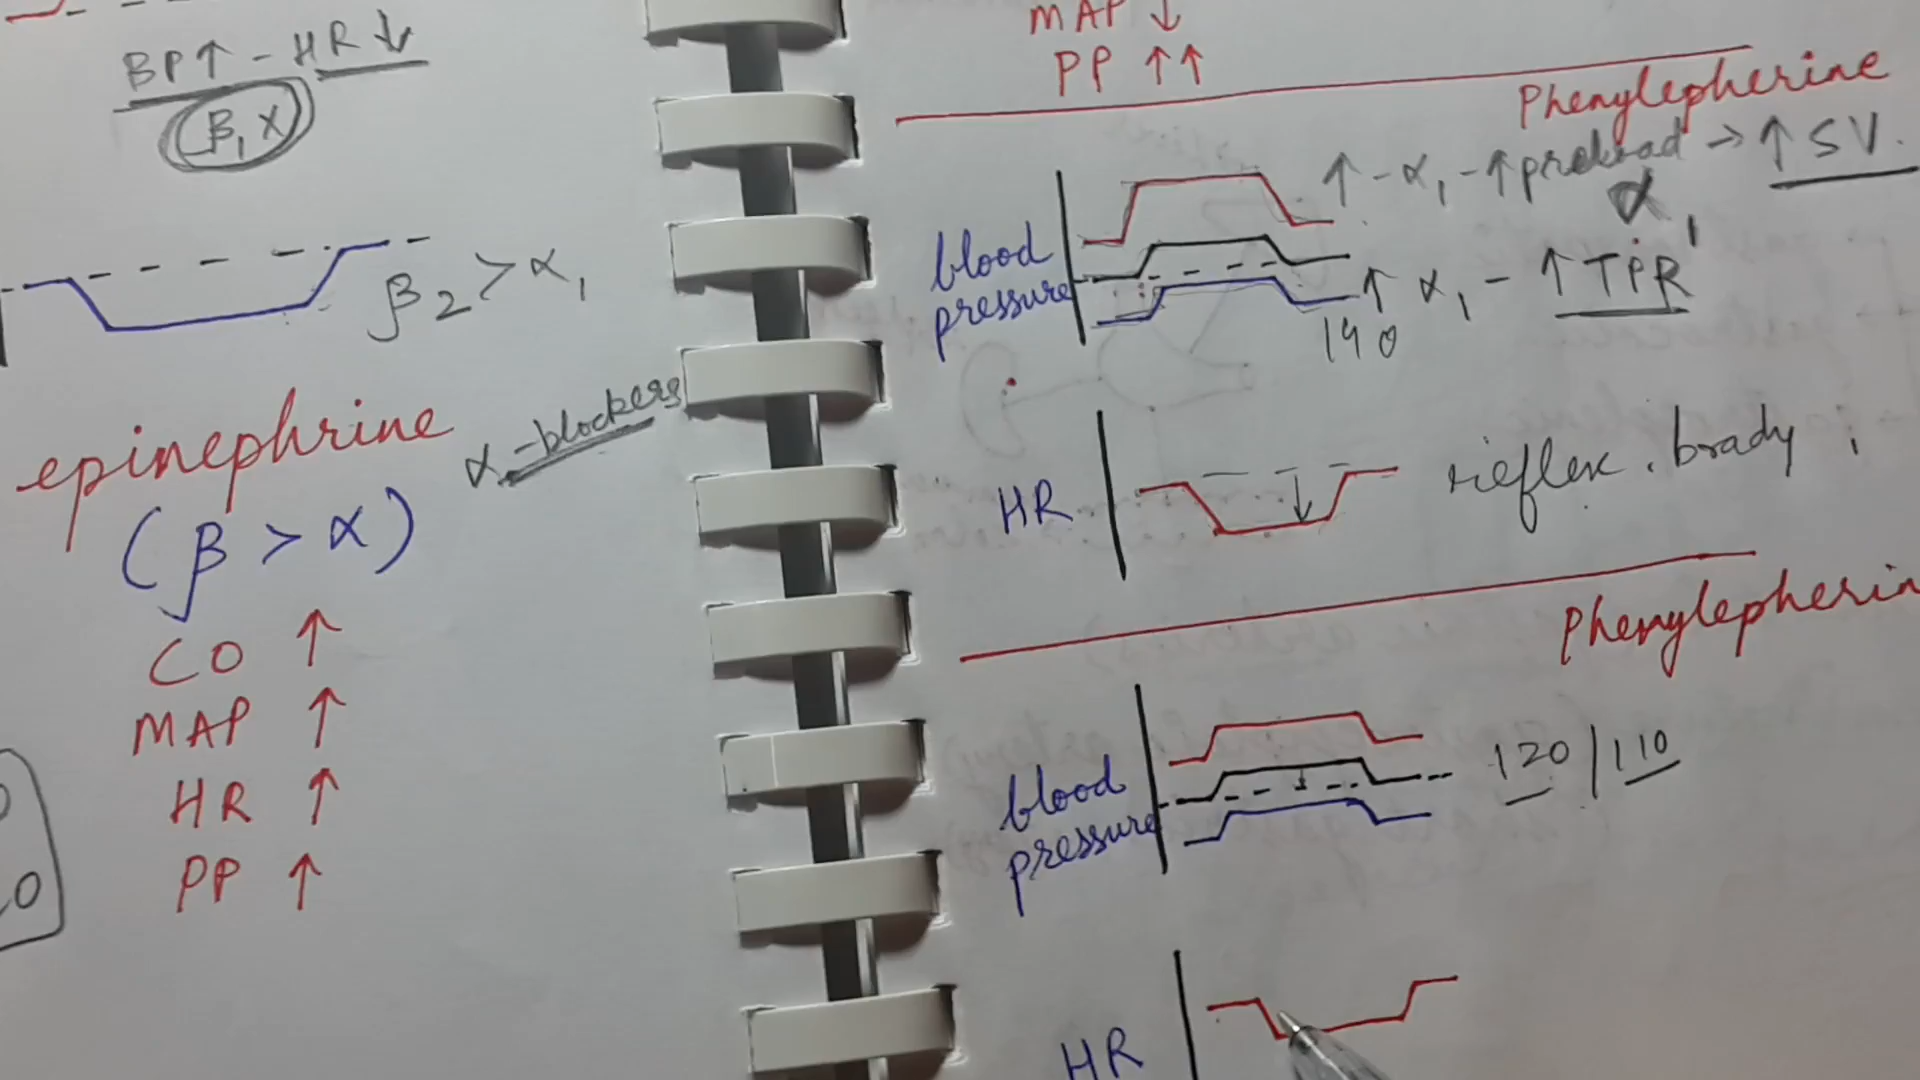 BP↑ - HR↓
β₁ X
β₂ > α₁
epinephrine
α-blockers
(β > α)
CO ↑
MAP ↑
HR ↑
PP ↑
MAP ↓
PP ↑↑
Phenylepherine
↑ - α₁ - ↑ preload → ↑ SV.
α₁
blood
pressure
↑ α₁ - ↑ TPR
140
HR
reflex. brady,
Phenylepherin
blood
pressure
120/110
HR